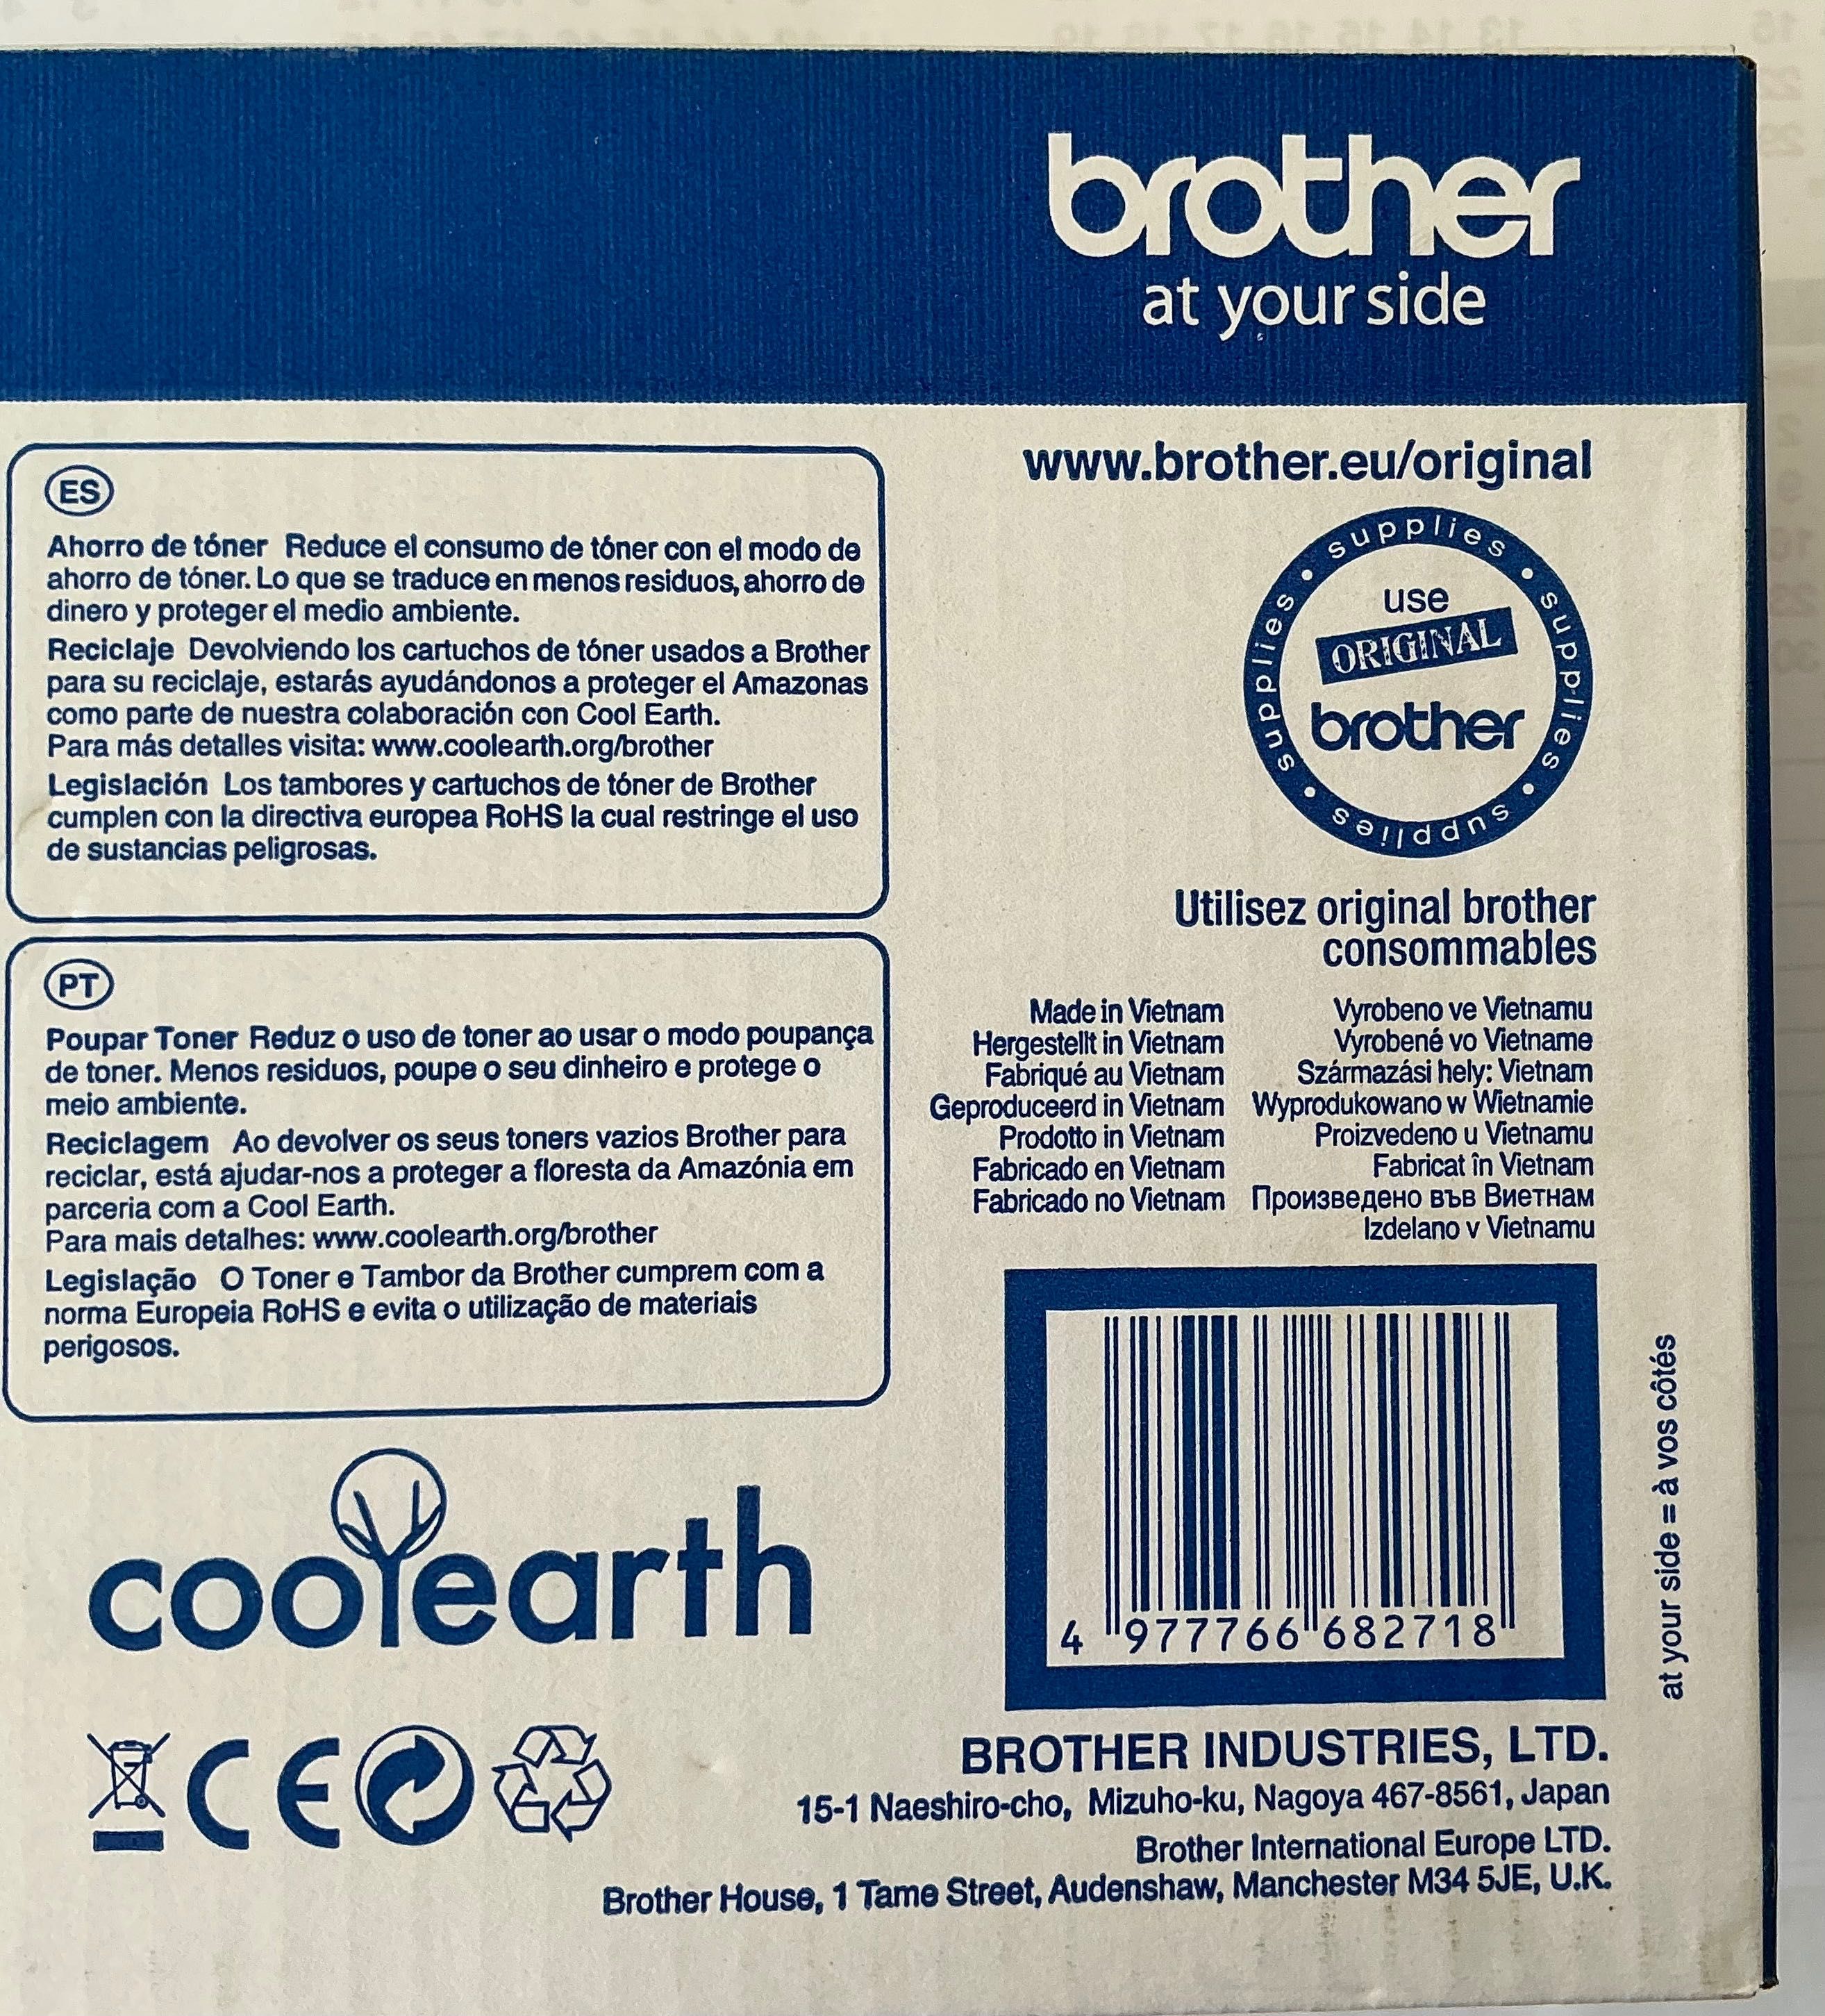 brother
at your side
ES
Ahorro de tóner Reduce el consumo de tóner con el modo de
ahorro de tóner. Lo que se traduce en menos residuos, ahorro de
dinero y proteger el medio ambiente.
Reciclaje Devolviendo los cartuchos de tóner usados a Brother
para su reciclaje, estarás ayudándonos a proteger el Amazonas
como parte de nuestra colaboración con Cool Earth.
Para más detalles visita: www.coolearth.org/brother
Legislación Los tambores y cartuchos de tóner de Brother
cumplen con la directiva europea RoHS la cual restringe el uso
de sustancias peligrosas.
PT
Poupar Toner Reduz o uso de toner ao usar o modo poupança
de toner. Menos residuos, poupe o seu dinheiro e protege o
meio ambiente.
Reciclagem Ao devolver os seus toners vazios Brother para
reciclar, está ajudar-nos a proteger a floresta da Amazónia em
parceria com a Cool Earth.
Para mais detalhes: www.coolearth.org/brother
Legislação O Toner e Tambor da Brother cumprem com a
norma Europeia RoHS e evita o utilização de materiais
perigosos.
coolearth
CE
www.brother.eu/original
supplies • supplies • supplies • supplies •
use
ORIGINAL
brother
Utilisez original brother
consommables
Made in Vietnam
Hergestellt in Vietnam
Fabriqué au Vietnam
Geproduceerd in Vietnam
Prodotto in Vietnam
Fabricado en Vietnam
Fabricado no Vietnam
Vyrobeno ve Vietnamu
Vyrobené vo Vietname
Származási hely: Vietnam
Wyprodukowano w Wietnamie
Proizvedeno u Vietnamu
Fabricat în Vietnam
Произведено във Виетнам
Izdelano v Vietnamu
4 977766 682718
at your side = à vos côtés
BROTHER INDUSTRIES, LTD.
15-1 Naeshiro-cho, Mizuho-ku, Nagoya 467-8561, Japan
Brother International Europe LTD.
Brother House, 1 Tame Street, Audenshaw, Manchester M34 5JE, U.K.